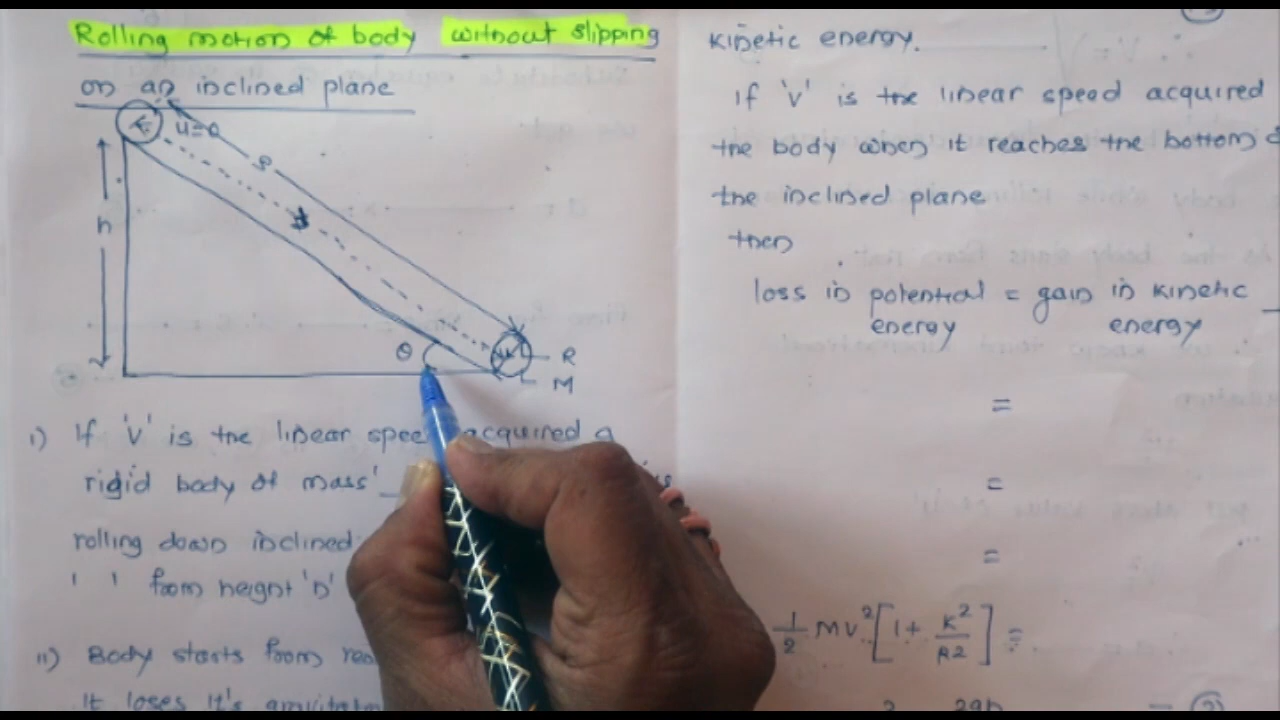 Rolling motion of body without slipping
on an inclined plane
u=0
S
h
θ
R
M
i) If 'v' is the linear speed acquired a
rigid body of mass'
rolling down inclined
' ' from height 'h'
ii) Body starts from
It loses it's
kinetic energy.
If 'v' is the linear speed acquired
the body when it reaches the bottom
the inclined plane
then
loss in potential = gain in kinetic
energy energy
=
=
=
1/2 MV²[1+ K²/R²] =